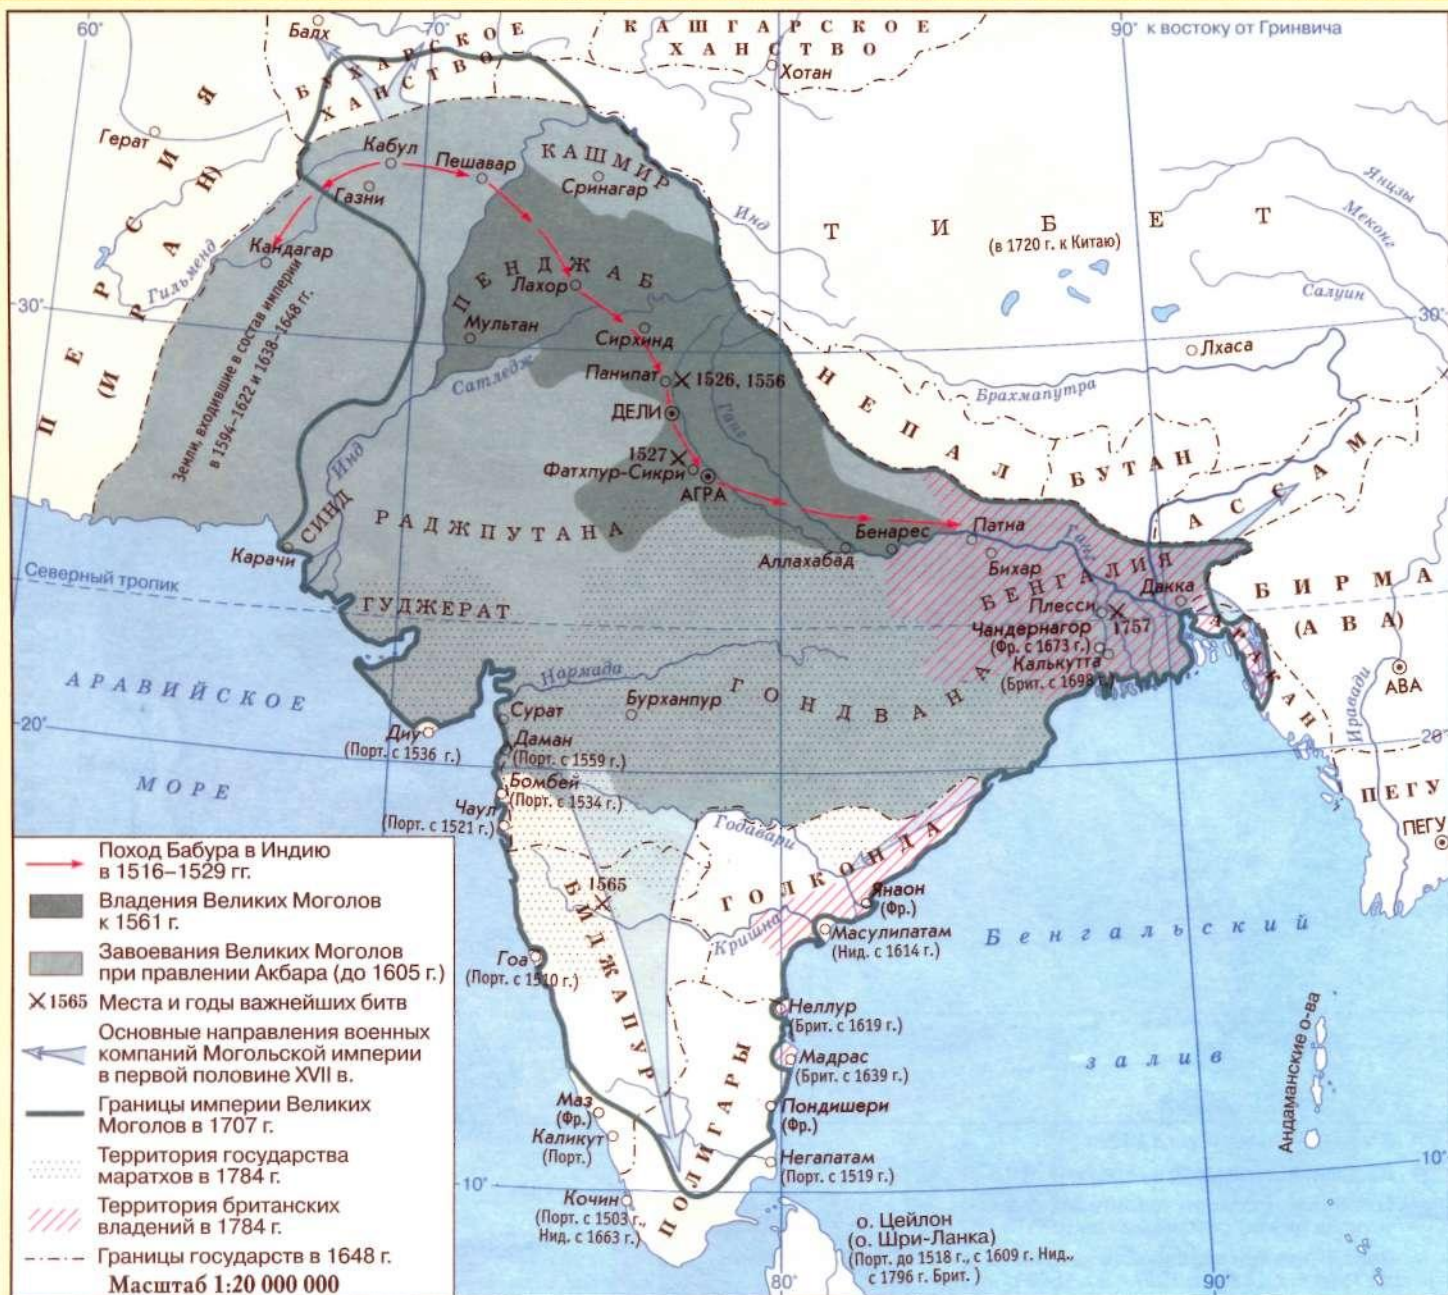 60°
70°
90° к востоку от Гринвича
Балх
БУХАРСКОЕ
ХАНСТВО
КАШГАРСКОЕ
ХАНСТВО
Хотан
Герат
ПЕРСИЯ
(ИРАН)
Кабул
Пешавар
КАШМИР
Сринагар
Газни
Кандагар
Гильменд
Инд
ТИБЕТ
(в 1720 г. к Китаю)
Янцзы
Меконг
Салуин
30°
30°
Земли, входившие в состав империи
в 1594–1622 и 1638–1648 гг.
ПЕНДЖАБ
Лахор
Мультан
Сирхинд
Сатледж
Панипат
1526, 1556
ДЕЛИ
Ганг
1527
Фатхпур-Сикри
АГРА
НЕПАЛ
Лхаса
Брахмапутра
БУТАН
АССАМ
Инд
СИНД
Карачи
РАДЖПУТАНА
Аллахабад
Бенарес
Патна
Бихар
Ганг
БЕНГАЛИЯ
Дакка
Плесси
1757
Чандернагор
(Фр. с 1673 г.)
Калькутта
(Брит. с 1698 г.)
Северный тропик
ГУДЖЕРАТ
БИРМА
(АВА)
АРАКАН
АВА
Иравади
АРАВИЙСКОЕ
МОРЕ
20°
20°
Нармада
Бурханпур
ГОНДВАНА
Сурат
Диу
(Порт. с 1536 г.)
Даман
(Порт. с 1559 г.)
Бомбей
(Порт. с 1534 г.)
Чаул
(Порт. с 1521 г.)
ПЕГУ
ПЕГУ
Годавари
ГОЛКОНДА
1565
БИДЖАПУР
Янаон
(Фр.)
Кришна
Масулипатам
(Нид. с 1614 г.)
Бенгальский
залив
Гоа
(Порт. с 1510 г.)
Неллур
(Брит. с 1619 г.)
Мадрас
(Брит. с 1639 г.)
Андаманские о-ва
Маэ
(Фр.)
Каликут
(Порт.)
Пондишери
(Фр.)
ПОЛИГАРЫ
Негапатам
(Порт. с 1519 г.)
10°
10°
Кочин
(Порт. с 1503 г.,
Нид. с 1663 г.)
о. Цейлон
(о. Шри-Ланка)
(Порт. до 1518 г., с 1609 г. Нид.,
с 1796 г. Брит. )
80°
90°
Поход Бабура в Индию
в 1516–1529 гг.
Владения Великих Моголов
к 1561 г.
Завоевания Великих Моголов
при правлении Акбара (до 1605 г.)
1565 Места и годы важнейших битв
Основные направления военных
компаний Могольской империи
в первой половине XVII в.
Границы империи Великих
Моголов в 1707 г.
Территория государства
маратхов в 1784 г.
Территория британских
владений в 1784 г.
Границы государств в 1648 г.
Масштаб 1:20 000 000